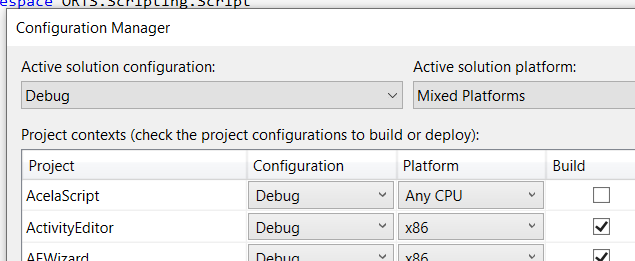 espace ORTS.Scripting.Script
Configuration Manager
Active solution configuration: Active solution platform:
Debug Mixed Platforms
Project contexts (check the project configurations to build or deploy):
Project Configuration Platform Build
AcelaScript Debug Any CPU
ActivityEditor Debug x86
AEWizard Debug x86